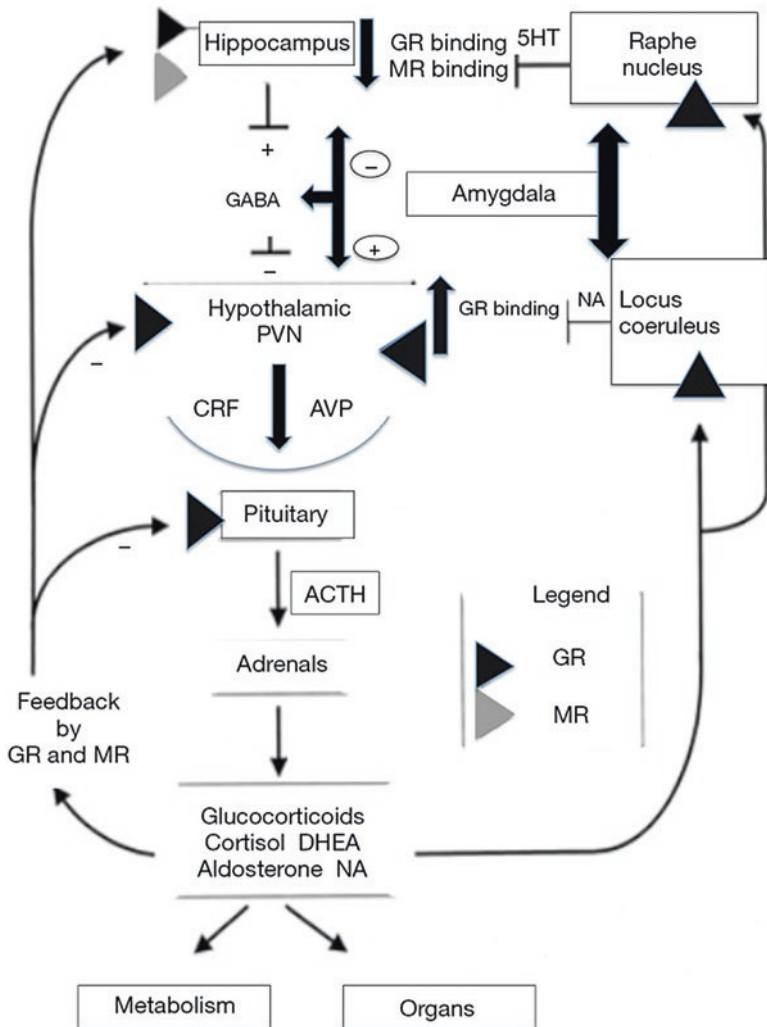 Hippocampus
GR binding
MR binding
5HT
Raphe
nucleus
+
−
GABA
Amygdala
−
+
Hypothalamic
PVN
GR binding
NA
Locus
coeruleus
−
CRF
AVP
Pituitary
−
ACTH
Legend
GR
MR
Adrenals
Feedback
by
GR and MR
Glucocorticoids
Cortisol DHEA
Aldosterone NA
Metabolism
Organs